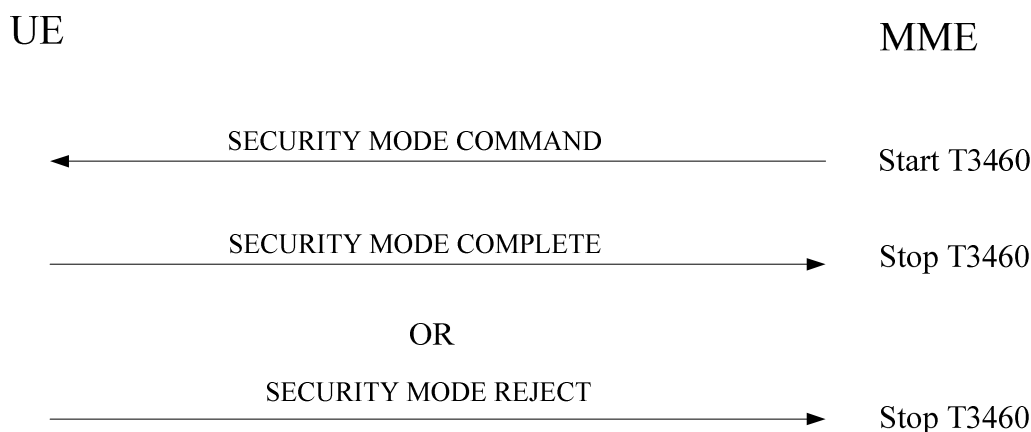 UE MME
SECURITY MODE COMMAND Start T3460
SECURITY MODE COMPLETE Stop T3460
OR
SECURITY MODE REJECT Stop T3460